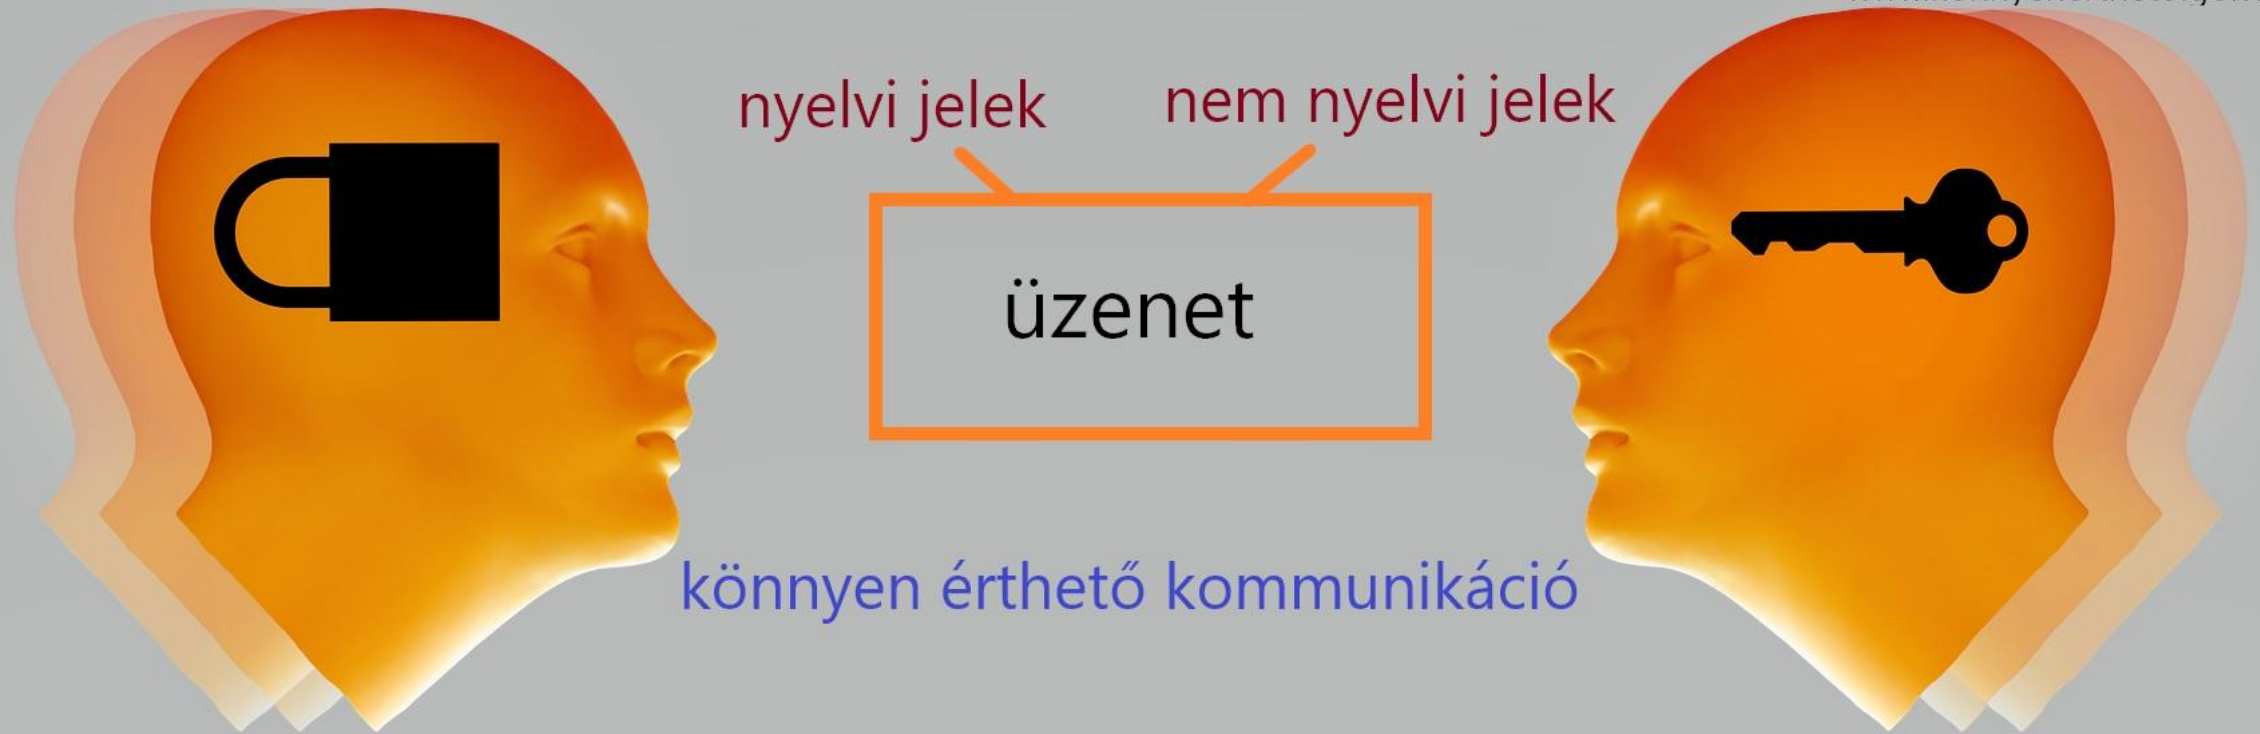 nyelvi jelek
nem nyelvi jelek
üzenet
könnyen érthető kommunikáció